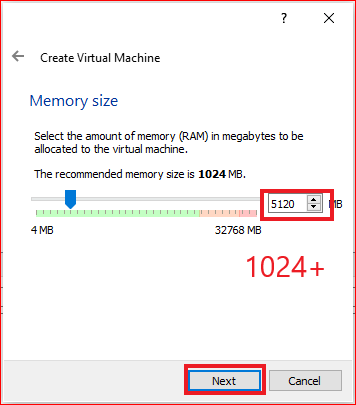 ?
Create Virtual Machine
Memory size
Select the amount of memory (RAM) in megabytes to be
allocated to the virtual machine.
The recommended memory size is 1024 MB.
5120 MB
4 MB 32768 MB
1024+
Next Cancel